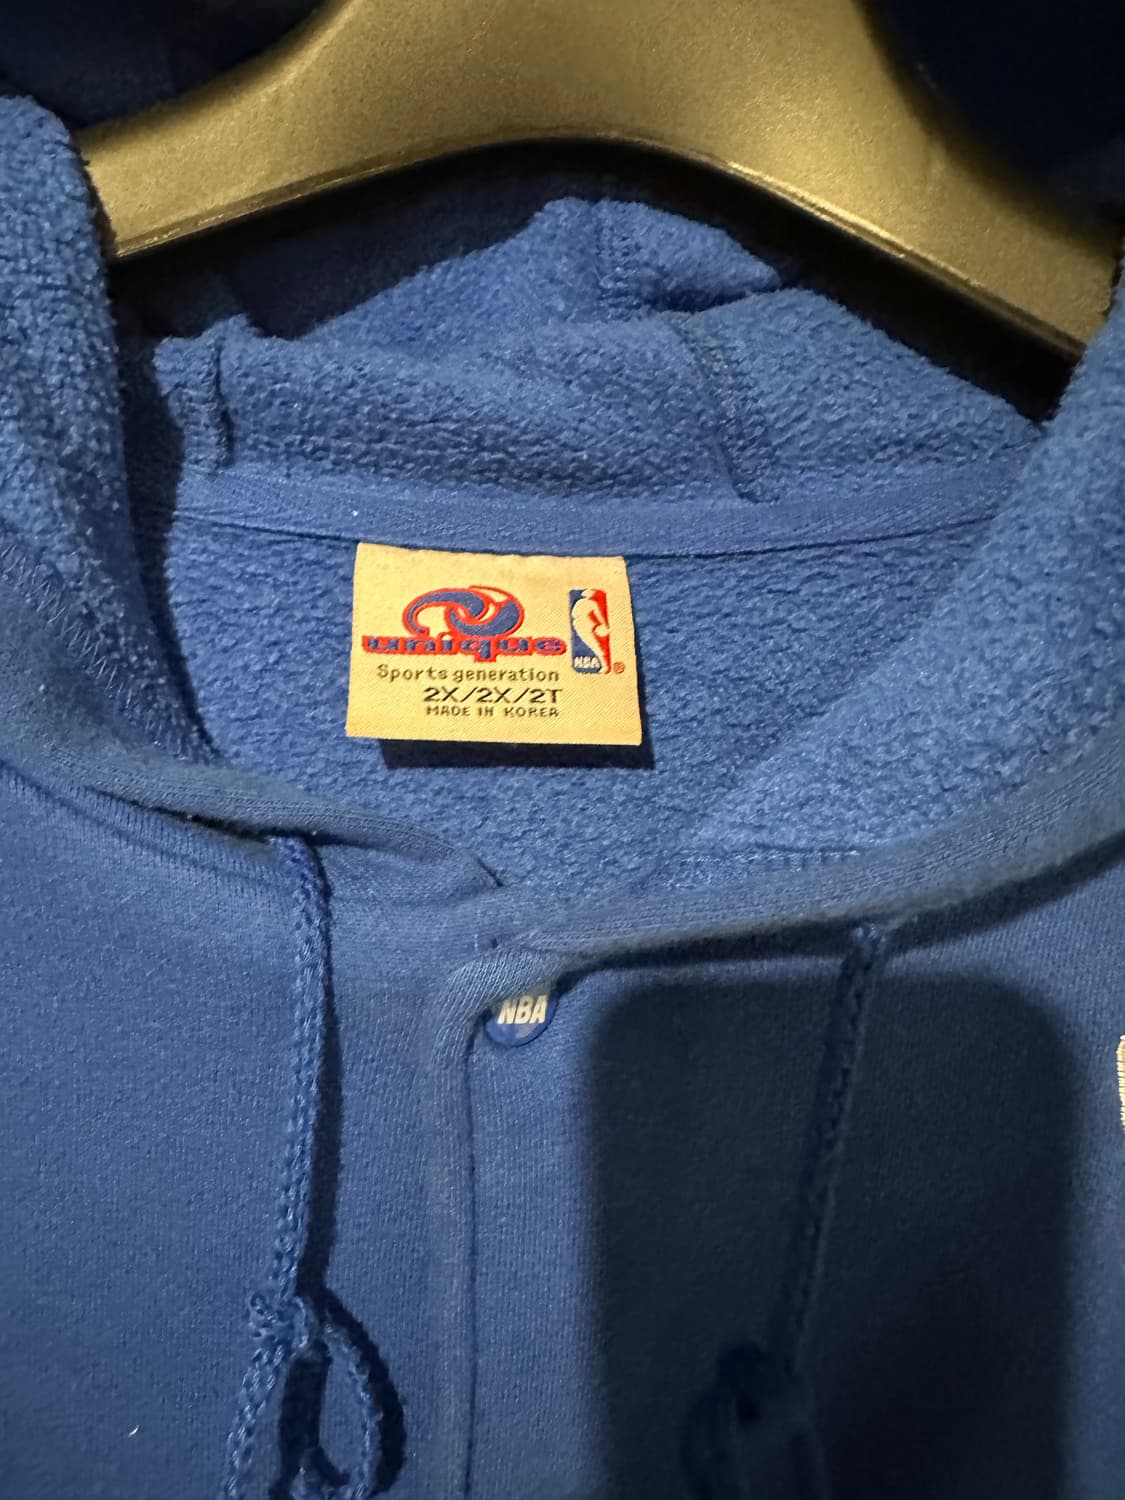 unique
NBA®
Sports generation
2X/2X/2T
MADE IN KOREA
NBA